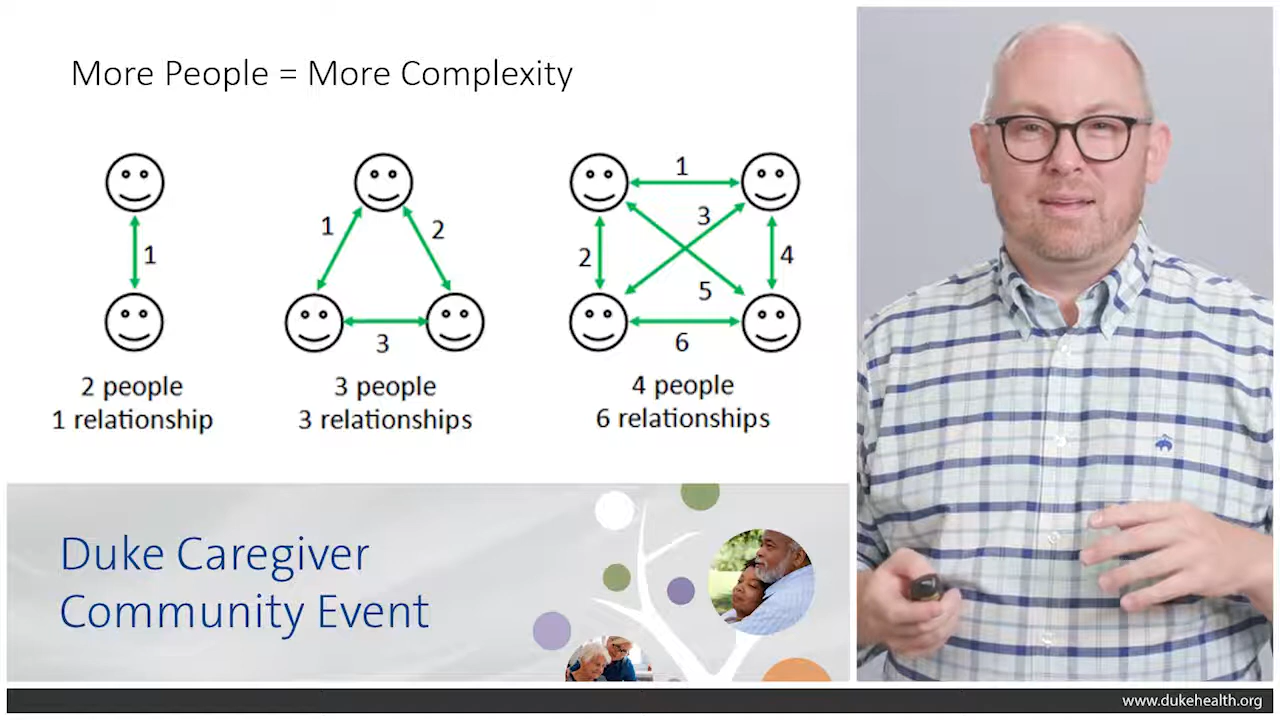 More People = More Complexity
1
2 people
1 relationship
1
2
3
3 people
3 relationships
1
2
3
4
5
6
4 people
6 relationships
Duke Caregiver
Community Event
www.dukehealth.org